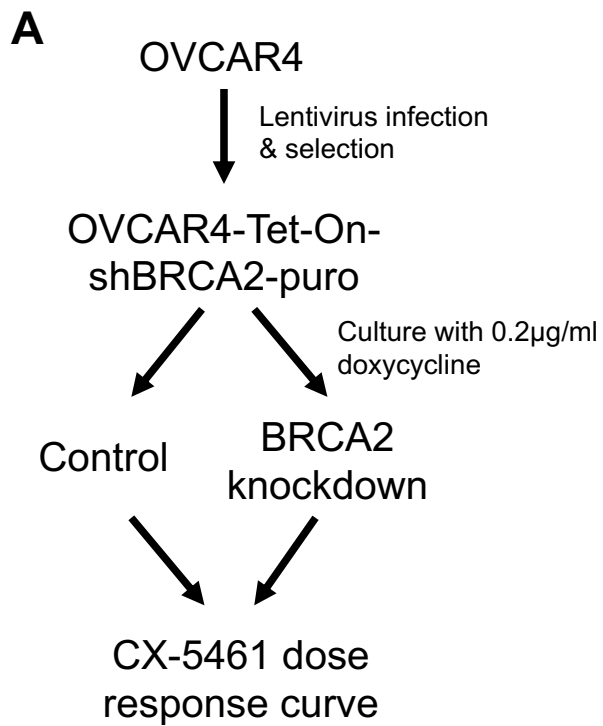 A
OVCAR4
Lentivirus infection
& selection
OVCAR4-Tet-On-
shBRCA2-puro
Culture with 0.2µg/ml
doxycycline
Control
BRCA2
knockdown
CX-5461 dose
response curve